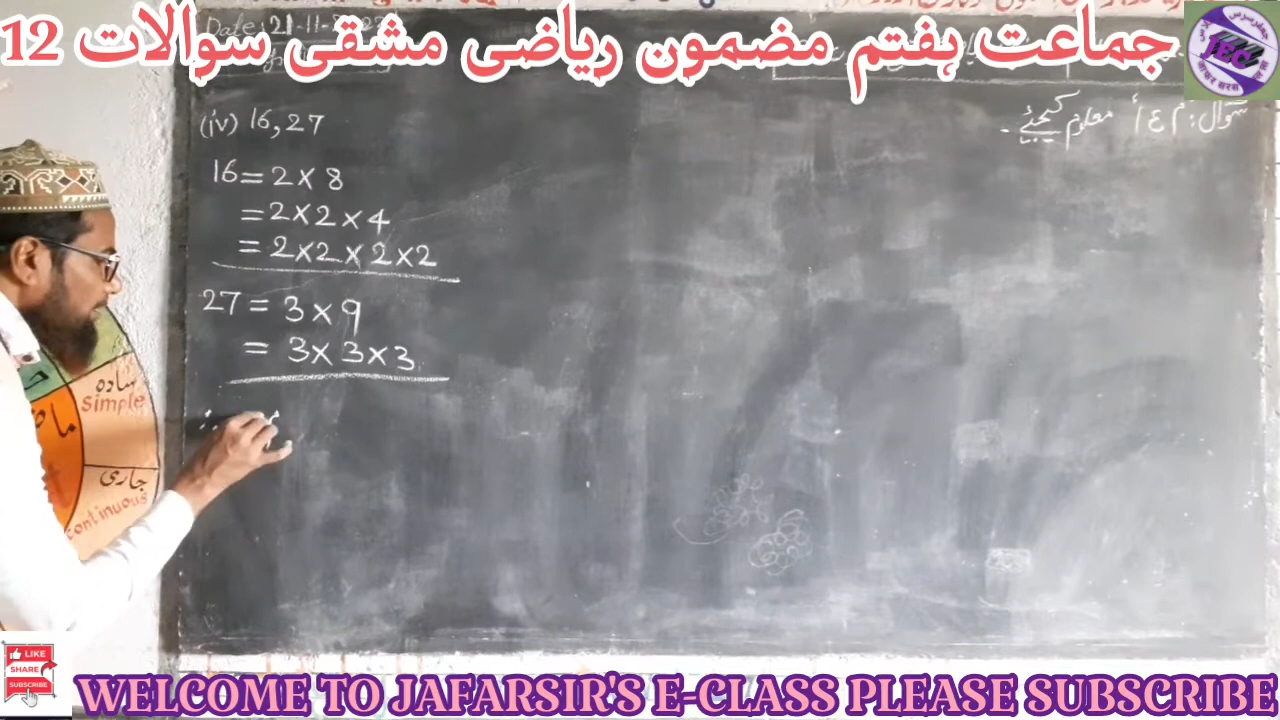 جماعت ہفتم مضمون ریاضی مشقی سوالات 12
Date: 21-11-
سوال: م ع أ معلوم کیجئے۔
(iv) 16, 27
16 = 2 × 8
= 2 × 2 × 4
= 2 × 2 × 2 × 2
27 = 3 × 9
= 3 × 3 × 3
سادہ
Simple
جاری
continuous
JEC
LIKE
SHARE
SUBSCRIBE
WELCOME TO JAFARSIR'S E-CLASS PLEASE SUBSCRIBE